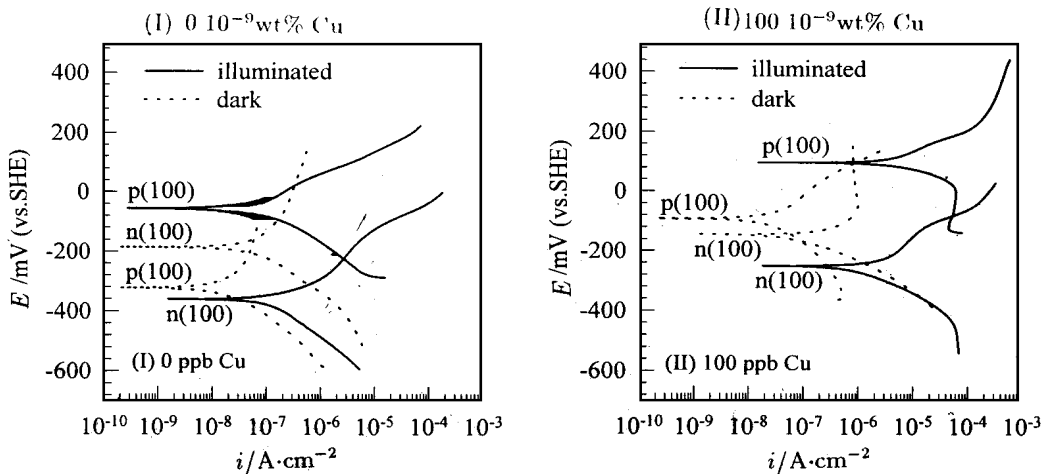 (I) 0 10⁻⁹wt% Cu
400
200
0
-200
-400
-600
E/mV (vs.SHE)
illuminated
dark
p(100)
n(100)
p(100)
n(100)
(I) 0 ppb Cu
10⁻¹⁰ 10⁻⁹ 10⁻⁸ 10⁻⁷ 10⁻⁶ 10⁻⁵ 10⁻⁴ 10⁻³
i/A·cm⁻²
(II)100 10⁻⁹wt% Cu
400
200
0
-200
-400
-600
E/mV (vs.SHE)
illuminated
dark
p(100)
p(100)
n(100)
n(100)
(II) 100 ppb Cu
10⁻¹⁰ 10⁻⁹ 10⁻⁸ 10⁻⁷ 10⁻⁶ 10⁻⁵ 10⁻⁴ 10⁻³
i/A·cm⁻²